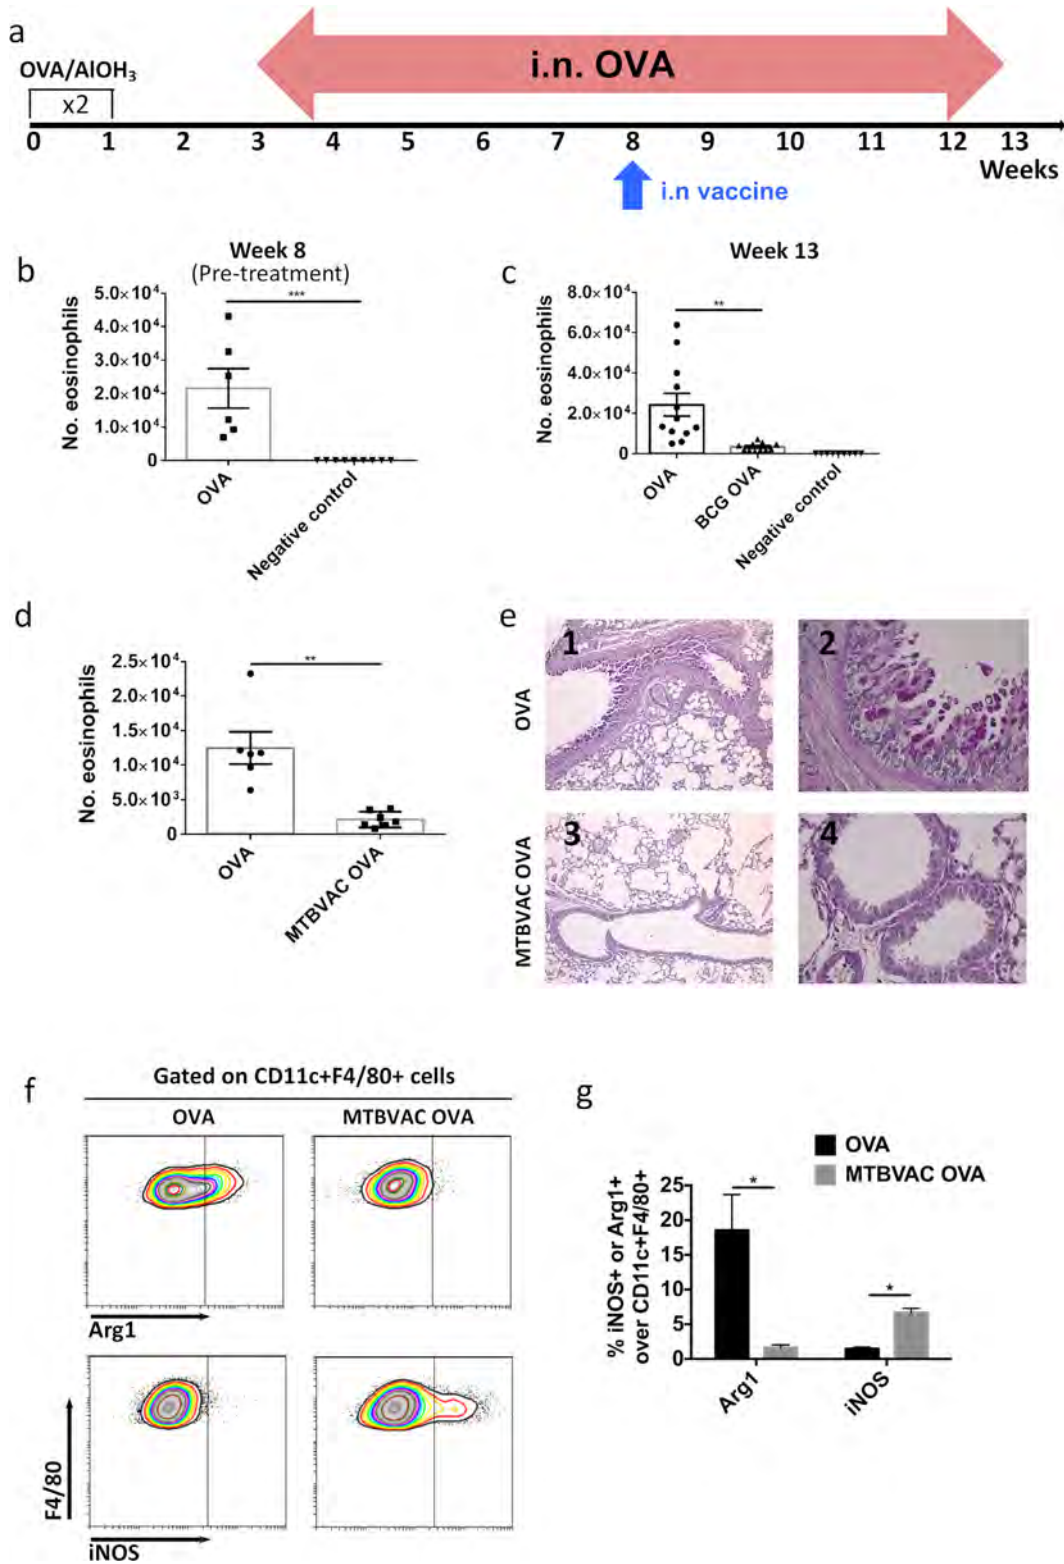 a
i.n. OVA
OVA/AlOH₃
x2
0 1 2 3 4 5 6 7 8 9 10 11 12 13
Weeks
i.n vaccine
b
Week 8
(Pre-treatment)
***
No. eosinophils
5.0×10⁴
4.0×10⁴
3.0×10⁴
2.0×10⁴
1.0×10⁴
0
OVA
Negative control
c
Week 13
**
No. eosinophils
8.0×10⁴
6.0×10⁴
4.0×10⁴
2.0×10⁴
0
OVA
BCG OVA
Negative control
d
**
No. eosinophils
2.5×10⁴
2.0×10⁴
1.5×10⁴
1.0×10⁴
5.0×10³
0
OVA
MTBVAC OVA
e
OVA
1
2
MTBVAC OVA
3
4
f
Gated on CD11c+F4/80+ cells
OVA MTBVAC OVA
Arg1
F4/80
iNOS
g
OVA
MTBVAC OVA
% iNOS+ or Arg1+
over CD11c+F4/80+
25
20
15
10
5
0
*
*
Arg1
iNOS